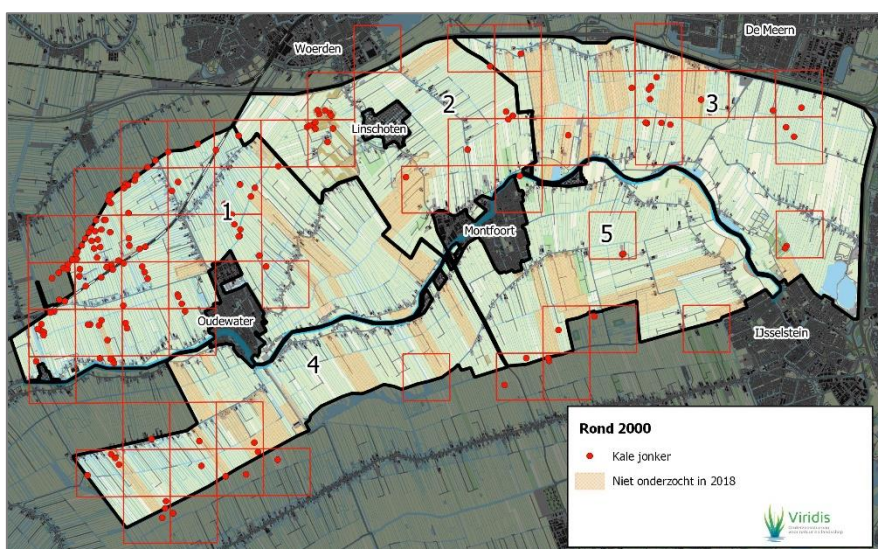 De Meern
Woerden
2
3
Linschoten
1
5
Montfoort
Oudewater
IJsselstein
4
Rond 2000
Kale jonker
Niet onderzocht in 2018
Viridis